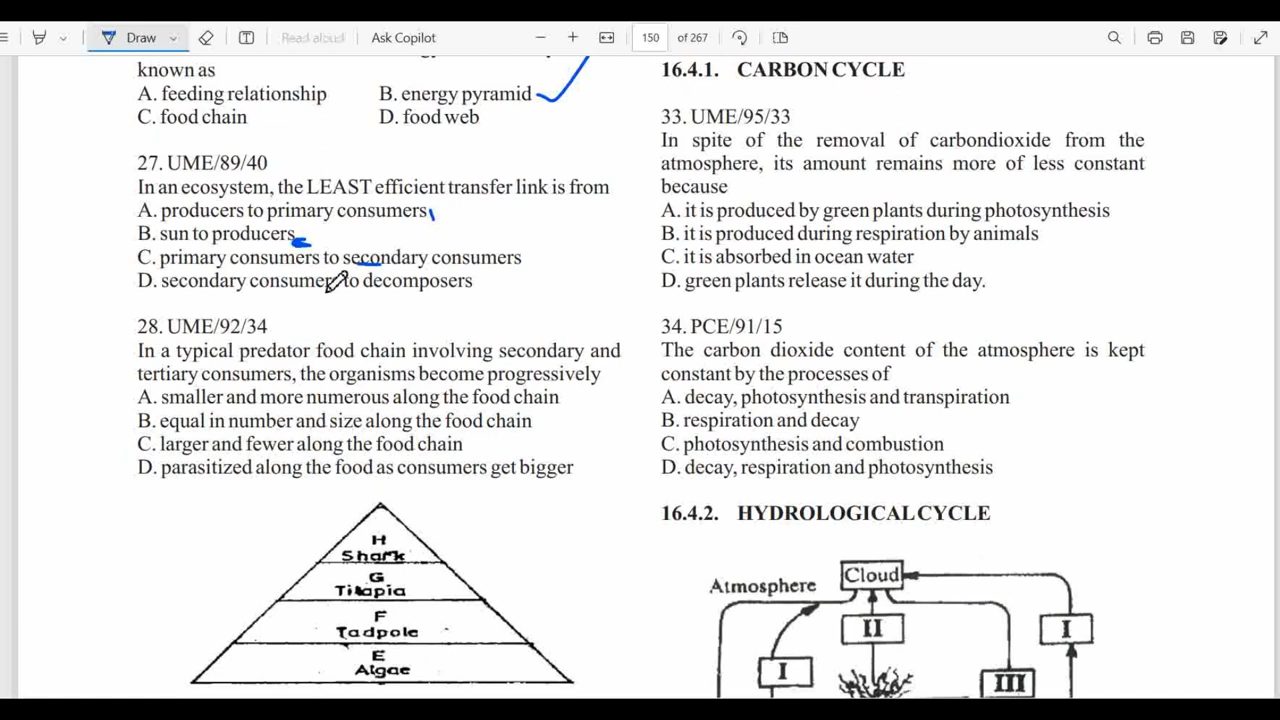 Draw
Read aloud
Ask Copilot
150
of 267
known as
A. feeding relationship
B. energy pyramid
C. food chain
D. food web
27. UME/89/40
In an ecosystem, the LEAST efficient transfer link is from
A. producers to primary consumers
B. sun to producers
C. primary consumers to secondary consumers
D. secondary consumer to decomposers
28. UME/92/34
In a typical predator food chain involving secondary and
tertiary consumers, the organisms become progressively
A. smaller and more numerous along the food chain
B. equal in number and size along the food chain
C. larger and fewer along the food chain
D. parasitized along the food as consumers get bigger
H
Shark
G
Tilapia
F
Tadpole
E
Algae
16.4.1. CARBON CYCLE
33. UME/95/33
In spite of the removal of carbondioxide from the
atmosphere, its amount remains more of less constant
because
A. it is produced by green plants during photosynthesis
B. it is produced during respiration by animals
C. it is absorbed in ocean water
D. green plants release it during the day.
34. PCE/91/15
The carbon dioxide content of the atmosphere is kept
constant by the processes of
A. decay, photosynthesis and transpiration
B. respiration and decay
C. photosynthesis and combustion
D. decay, respiration and photosynthesis
16.4.2. HYDROLOGICAL CYCLE
Atmosphere
Cloud
II
I
I
III